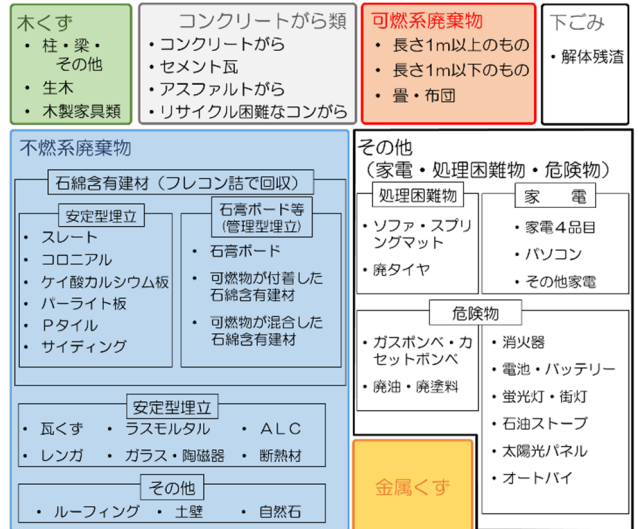 木くず
・ 柱・梁・
その他
・ 生木
・ 木製家具類
コンクリートがら類
・コンクリートがら
・セメント瓦
・アスファルトがら
・リサイクル困難なコンがら
可燃系廃棄物
・ 長さ1m以上のもの
・ 長さ1m以下のもの
・ 畳・布団
下ごみ
・解体残渣
不燃系廃棄物
石綿含有建材（フレコン詰で回収）
安定型埋立
・ スレート
・ コロニアル
・ ケイ酸カルシウム板
・ パーライト板
・ Ｐタイル
・ サイディング
石膏ボード等
(管理型埋立)
・ 石膏ボード
・ 可燃物が付着した
石綿含有建材
・ 可燃物が混合した
石綿含有建材
安定型埋立
・ 瓦くず ・ ラスモルタル ・ ＡＬＣ
・ レンガ ・ ガラス・陶磁器 ・ 断熱材
その他
・ ルーフィング ・ 土壁 ・ 自然石
その他
（家電・処理困難物・危険物）
処理困難物
・ソファ・スプリ
ングマット
・廃タイヤ
家　電
・家電４品目
・パソコン
・その他家電
危険物
・ガスボンベ・カ
セットボンベ
・廃油・廃塗料
・消火器
・電池・バッテリー
・蛍光灯・街灯
・石油ストーブ
・太陽光パネル
・オートバイ
金属くず